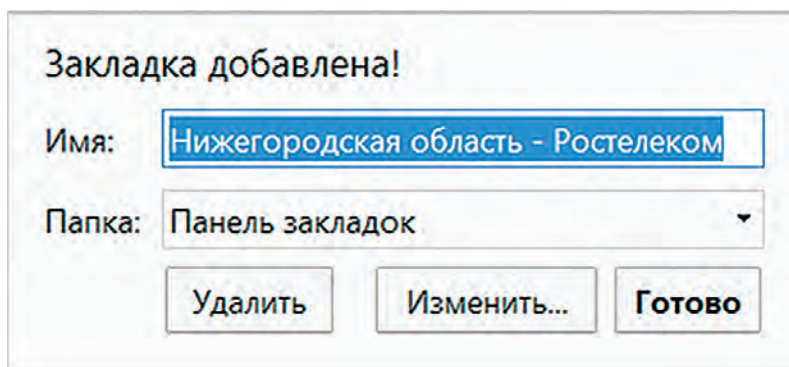 Закладка добавлена!
Имя: Нижегородская область - Ростелеком
Папка: Панель закладок
Удалить Изменить... Готово